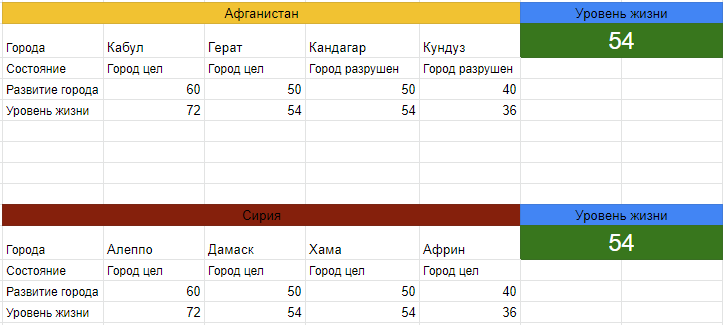 Афганистан Уровень жизни
Города Кабул Герат Кандагар Кундуз 54
Состояние Город цел Город цел Город разрушен Город разрушен
Развитие города 60 50 50 40
Уровень жизни 72 54 54 36
Сирия Уровень жизни
Города Алеппо Дамаск Хама Африн 54
Состояние Город цел Город цел Город цел Город цел
Развитие города 60 50 50 40
Уровень жизни 72 54 54 36